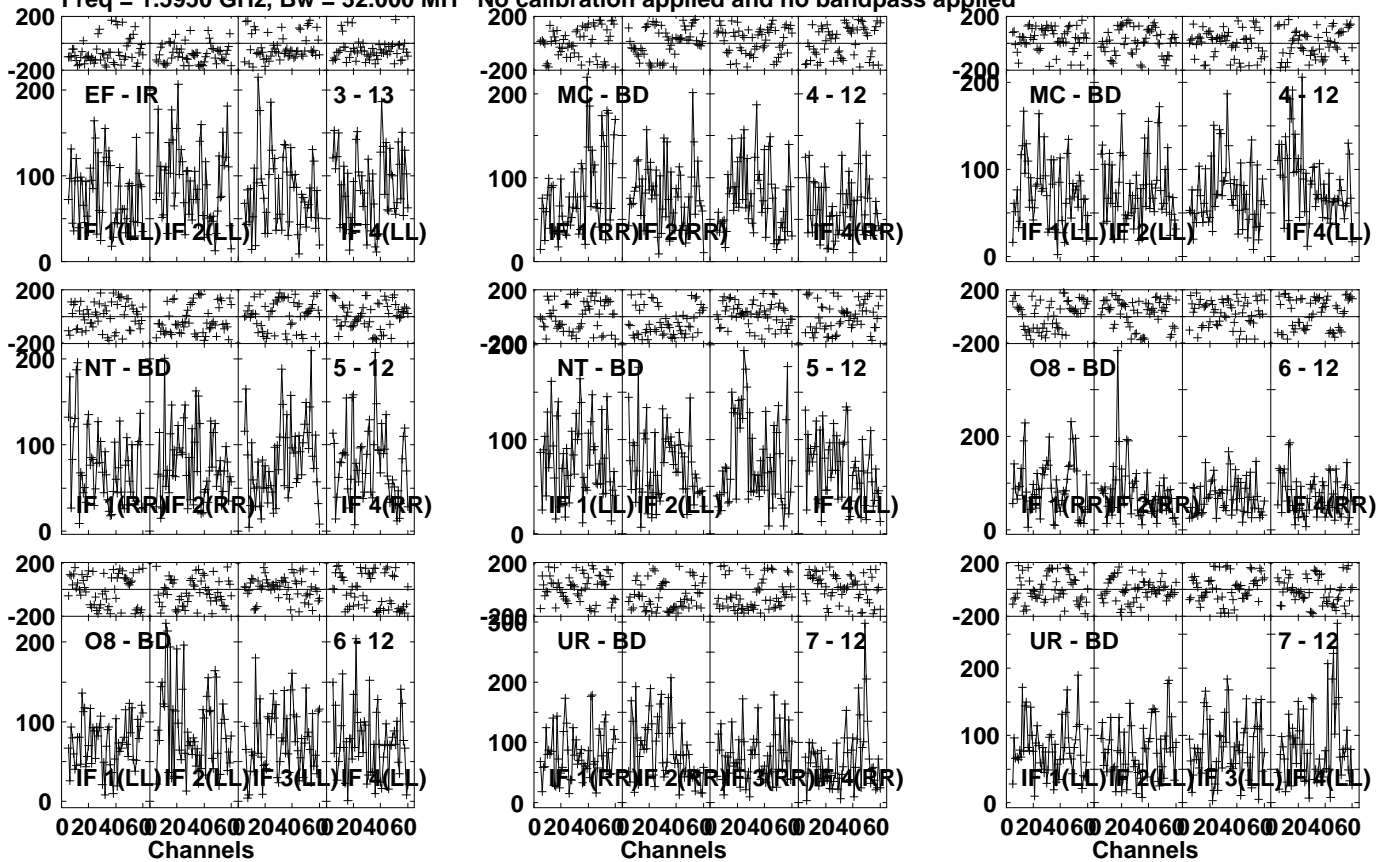 Freq = 1.5950 GHz, Bw = 32.000 MH No calibration applied and no bandpass applied
200 200 200
-200 -200
200 200 200
EF - IR 3 - 13 MC - BD 4 - 12 MC - BD 4 - 12
100 100 100
IF 1(LL) IF 2(LL) IF 4(LL) IF 1(RR) IF 2(RR) IF 4(RR) IF 1(LL) IF 2(LL) IF 4(LL)
0 0 0
200 200 200
-200 -200
200 200
NT - BD 5 - 12 NT - BD 5 - 12 O8 - BD 6 - 12
100 100 200
IF 1(RR) IF 2(RR) IF 4(RR) IF 1(LL) IF 2(LL) IF 4(LL) IF 1(RR) IF 2(RR) IF 4(RR)
0 0 0
200 200 200
-200 -200 -200
300
200 200 200
O8 - BD 6 - 12 UR - BD 7 - 12 UR - BD 7 - 12
100 100 100
IF 1(LL) IF 2(LL) IF 3(LL) IF 4(LL) IF 1(RR) IF 2(RR) IF 3(RR) IF 4(RR) IF 1(LL) IF 2(LL) IF 3(LL) IF 4(LL)
0 0 0
0 20 40 60 0 20 40 60 0 20 40 60 0 20 40 60 0 20 40 60 0 20 40 60 0 20 40 60 0 20 40 60 0 20 40 60 0 20 40 60 0 20 40 60 0 20 40 60
Channels Channels Channels